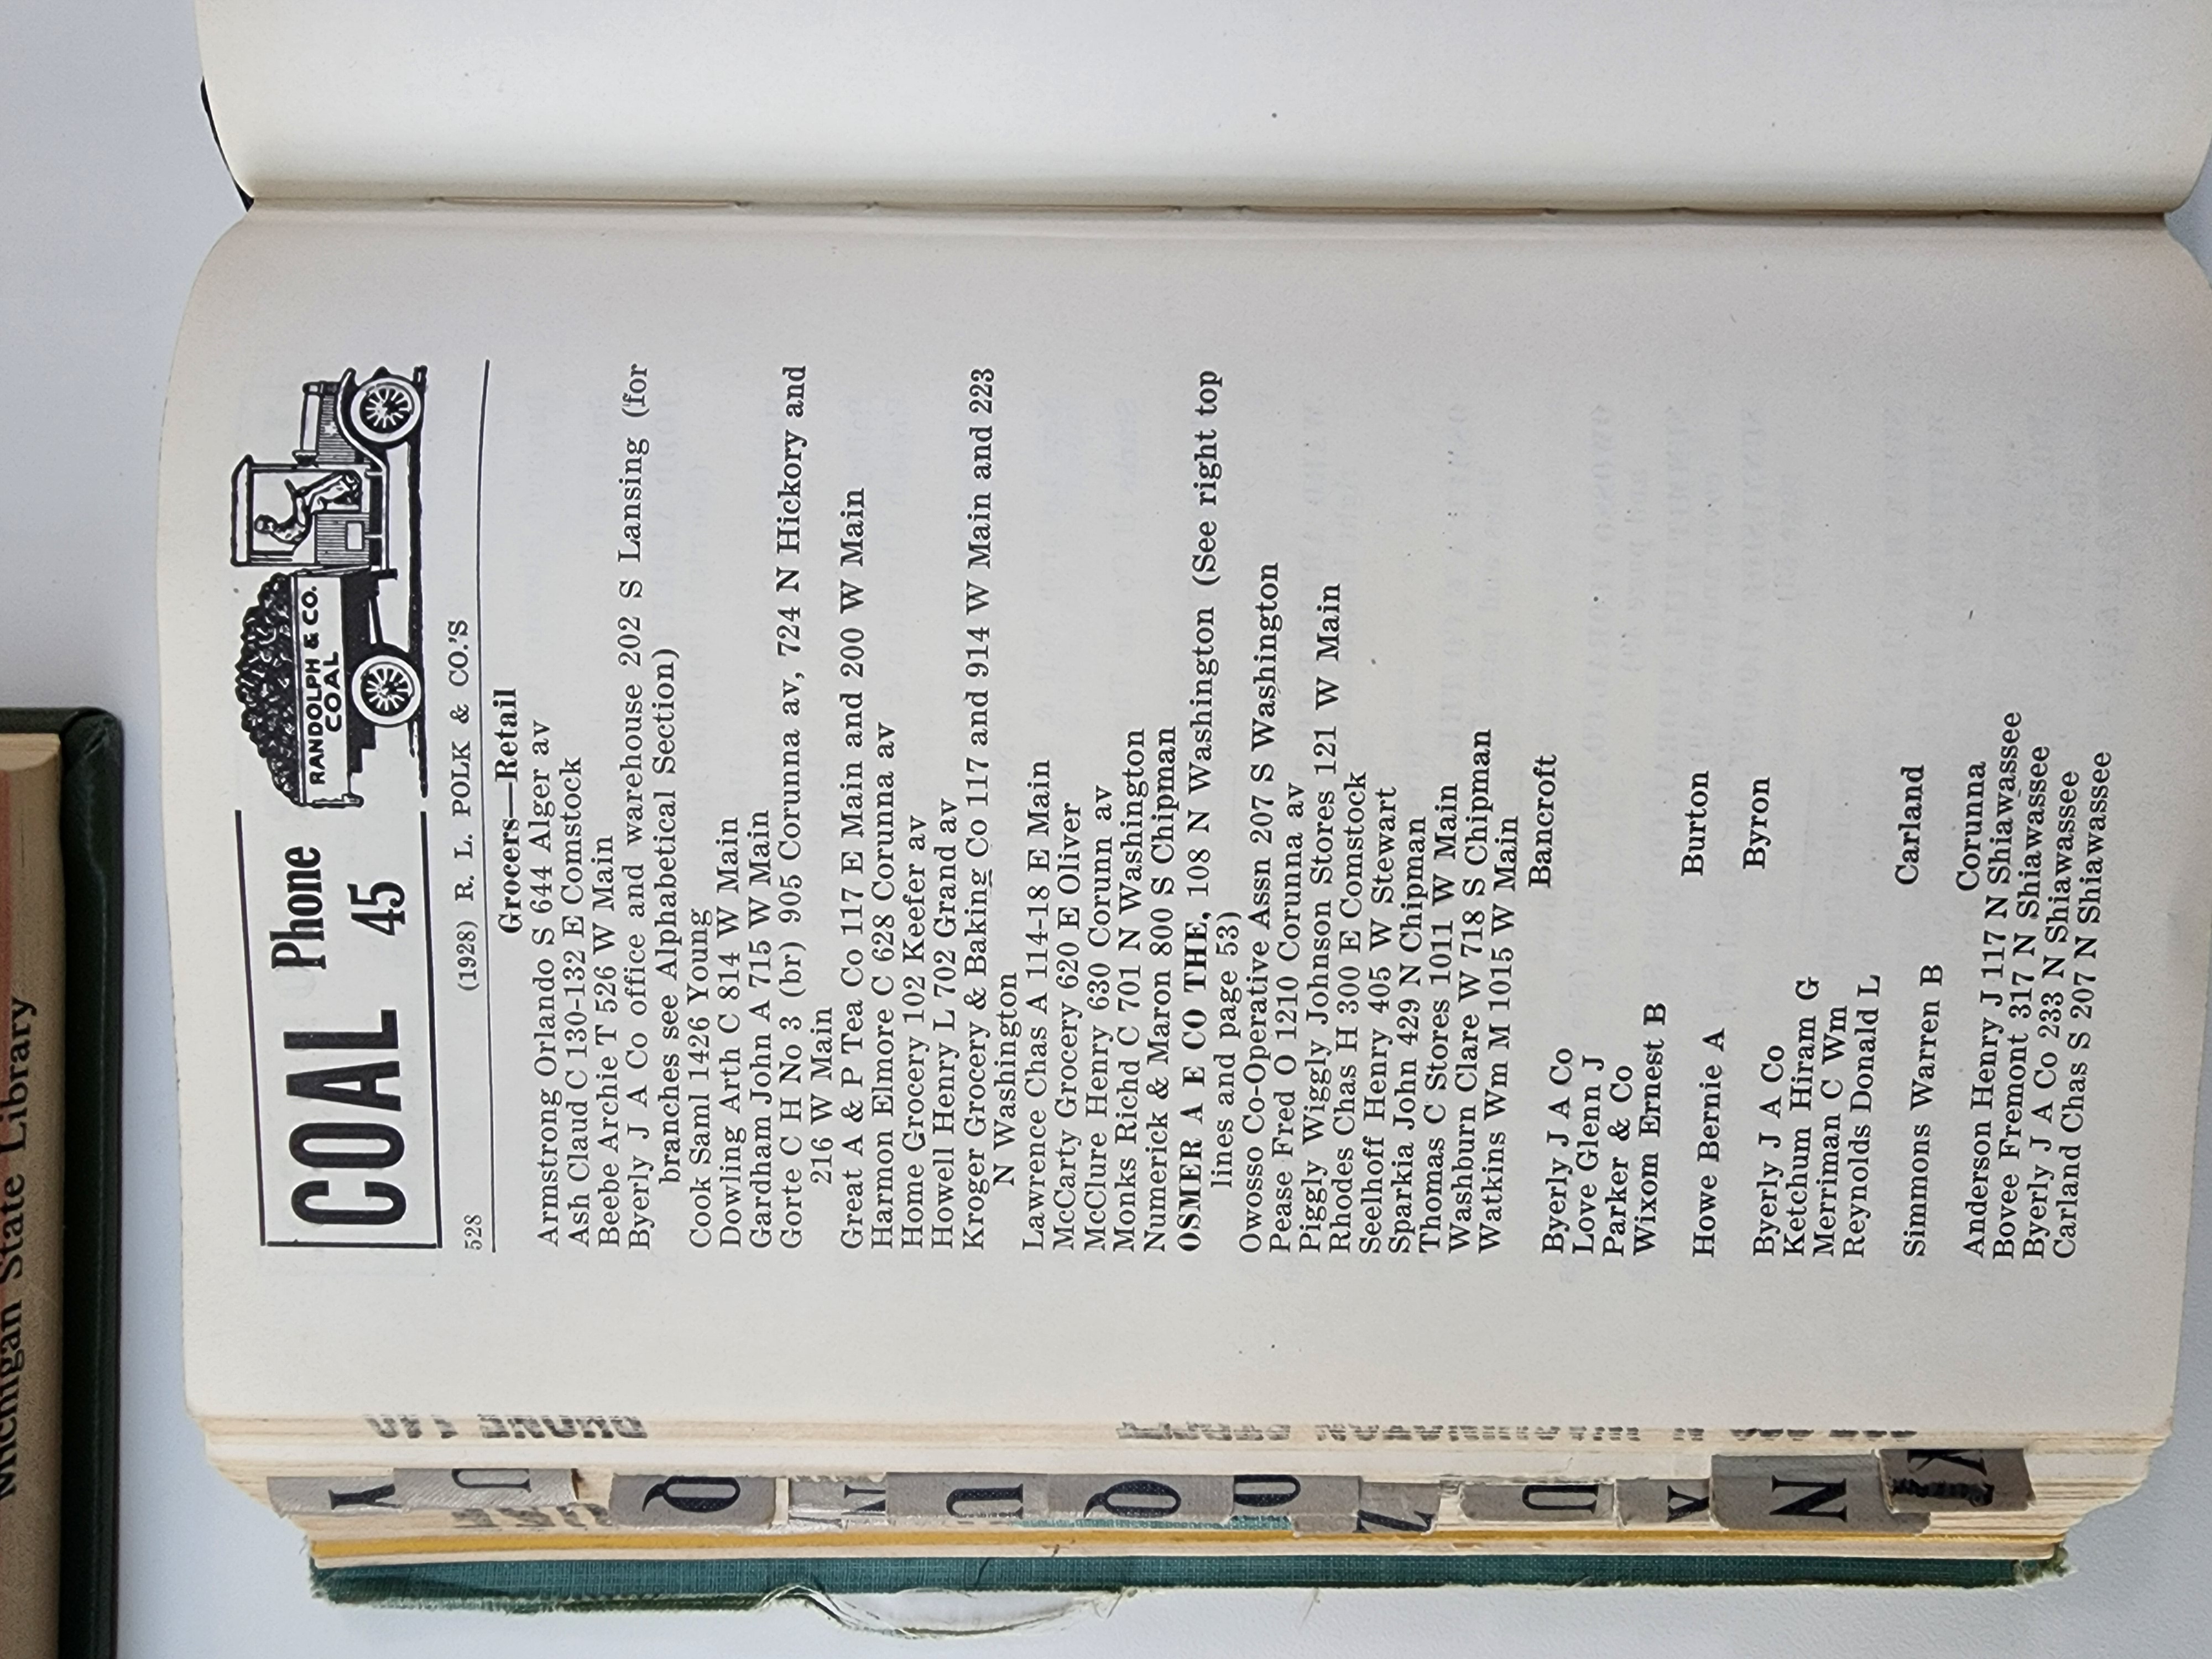 Michigan State Library
COAL Phone 45
RANDOLPH & CO.
COAL
528 (1928) R. L. POLK & CO.'S
Grocers—Retail
Armstrong Orlando S 644 Alger av
Ash Claud C 130-132 E Comstock
Beebe Archie T 526 W Main
Byerly J A Co office and warehouse 202 S Lansing (for
branches see Alphabetical Section)
Cook Saml 1426 Young
Dowling Arth C 814 W Main
Gardham John A 715 W Main
Gorte C H No 3 (br) 905 Corunna av, 724 N Hickory and
216 W Main
Great A & P Tea Co 117 E Main and 200 W Main
Harmon Elmore C 628 Corunna av
Home Grocery 102 Keefer av
Howell Henry L 702 Grand av
Kroger Grocery & Baking Co 117 and 914 W Main and 223
N Washington
Lawrence Chas A 114-18 E Main
McCarty Grocery 620 E Oliver
McClure Henry 630 Corunn av
Monks Richd C 701 N Washington
Numerick & Maron 800 S Chipman
OSMER A E CO THE, 108 N Washington (See right top
lines and page 53)
Owosso Co-Operative Assn 207 S Washington
Pease Fred O 1210 Corunna av
Piggly Wiggly Johnson Stores 121 W Main
Rhodes Chas H 300 E Comstock
Seelhoff Henry 405 W Stewart
Sparkia John 429 N Chipman
Thomas C Stores 1011 W Main
Washburn Clare W 718 S Chipman
Watkins Wm M 1015 W Main
Bancroft
Byerly J A Co
Love Glenn J
Parker & Co
Wixom Ernest B
Burton
Howe Bernie A
Byron
Byerly J A Co
Ketchum Hiram G
Merriman C Wm
Reynolds Donald L
Carland
Simmons Warren B
Corunna
Anderson Henry J 117 N Shiawassee
Bovee Fremont 317 N Shiawassee
Byerly J A Co 233 N Shiawassee
Carland Chas S 207 N Shiawassee